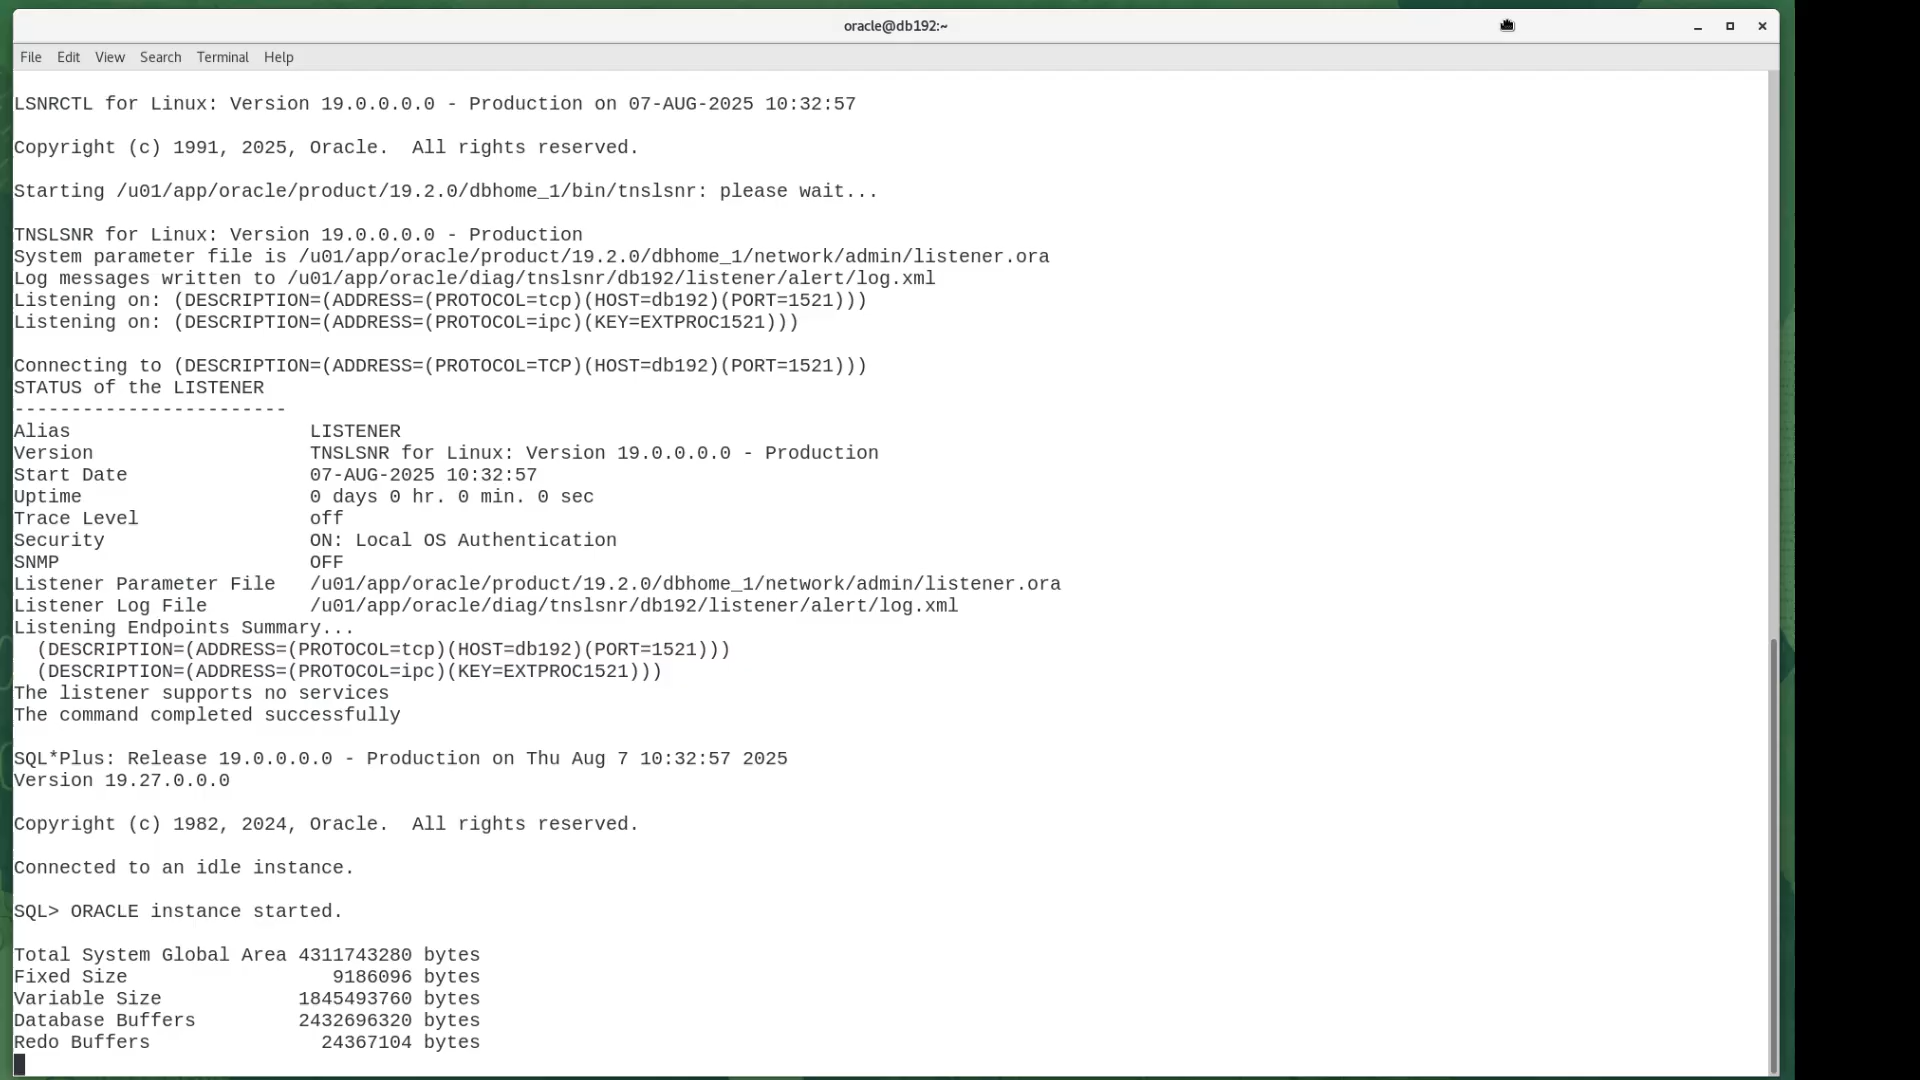 oracle@db192:~
File Edit View Search Terminal Help
LSNRCTL for Linux: Version 19.0.0.0.0 - Production on 07-AUG-2025 10:32:57
Copyright (c) 1991, 2025, Oracle.  All rights reserved.
Starting /u01/app/oracle/product/19.2.0/dbhome_1/bin/tnslsnr: please wait...
TNSLSNR for Linux: Version 19.0.0.0.0 - Production
System parameter file is /u01/app/oracle/product/19.2.0/dbhome_1/network/admin/listener.ora
Log messages written to /u01/app/oracle/diag/tnslsnr/db192/listener/alert/log.xml
Listening on: (DESCRIPTION=(ADDRESS=(PROTOCOL=tcp)(HOST=db192)(PORT=1521)))
Listening on: (DESCRIPTION=(ADDRESS=(PROTOCOL=ipc)(KEY=EXTPROC1521)))
Connecting to (DESCRIPTION=(ADDRESS=(PROTOCOL=TCP)(HOST=db192)(PORT=1521)))
STATUS of the LISTENER
------------------------
Alias                     LISTENER
Version                   TNSLSNR for Linux: Version 19.0.0.0.0 - Production
Start Date                07-AUG-2025 10:32:57
Uptime                    0 days 0 hr. 0 min. 0 sec
Trace Level               off
Security                  ON: Local OS Authentication
SNMP                      OFF
Listener Parameter File   /u01/app/oracle/product/19.2.0/dbhome_1/network/admin/listener.ora
Listener Log File         /u01/app/oracle/diag/tnslsnr/db192/listener/alert/log.xml
Listening Endpoints Summary...
  (DESCRIPTION=(ADDRESS=(PROTOCOL=tcp)(HOST=db192)(PORT=1521)))
  (DESCRIPTION=(ADDRESS=(PROTOCOL=ipc)(KEY=EXTPROC1521)))
The listener supports no services
The command completed successfully
SQL*Plus: Release 19.0.0.0.0 - Production on Thu Aug 7 10:32:57 2025
Version 19.27.0.0.0
Copyright (c) 1982, 2024, Oracle.  All rights reserved.
Connected to an idle instance.
SQL> ORACLE instance started.
Total System Global Area 4311743280 bytes
Fixed Size                  9186096 bytes
Variable Size            1845493760 bytes
Database Buffers         2432696320 bytes
Redo Buffers               24367104 bytes